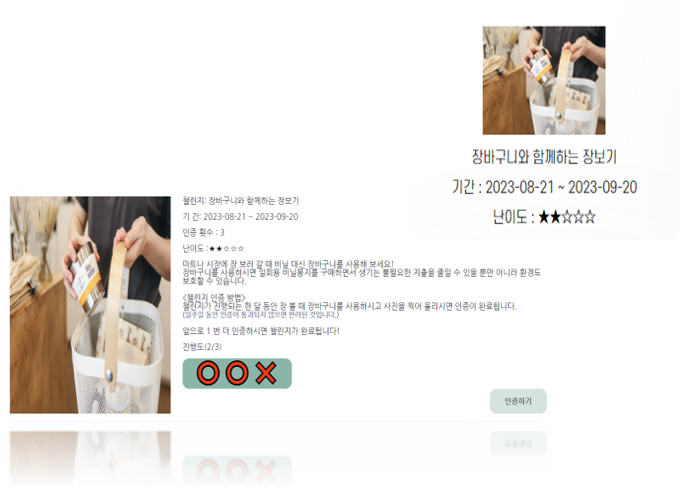 장바구니와 함께하는 장보기
기간 : 2023-08-21 ~ 2023-09-20
난이도 : ★★☆☆☆
챌린지: 장바구니와 함께하는 장보기
기 간: 2023-08-21 ~ 2023-09-20
인증 횟수 : 3
난이도 :★★☆☆☆
마트나 시장에 장 보러 갈 때 비닐 대신 장바구니를 사용해 보세요!
장바구니를 사용하시면 일회용 비닐봉지를 구매하면서 생기는 불필요한 지출을 줄일 수 있을 뿐만 아니라 환경도
보호할 수 있습니다.
<챌린지 인증 방법>
챌린지가 진행되는 한 달 동안 장 볼 때 장바구니를 사용하시고 사진을 찍어 올리시면 인증이 완료됩니다.
(일주일 동안 인증이 통과되지 않으면 반려된 것입니다.)
앞으로 1 번 더 인증하시면 챌린지가 완료됩니다!
진행도(2/3)
인증하기